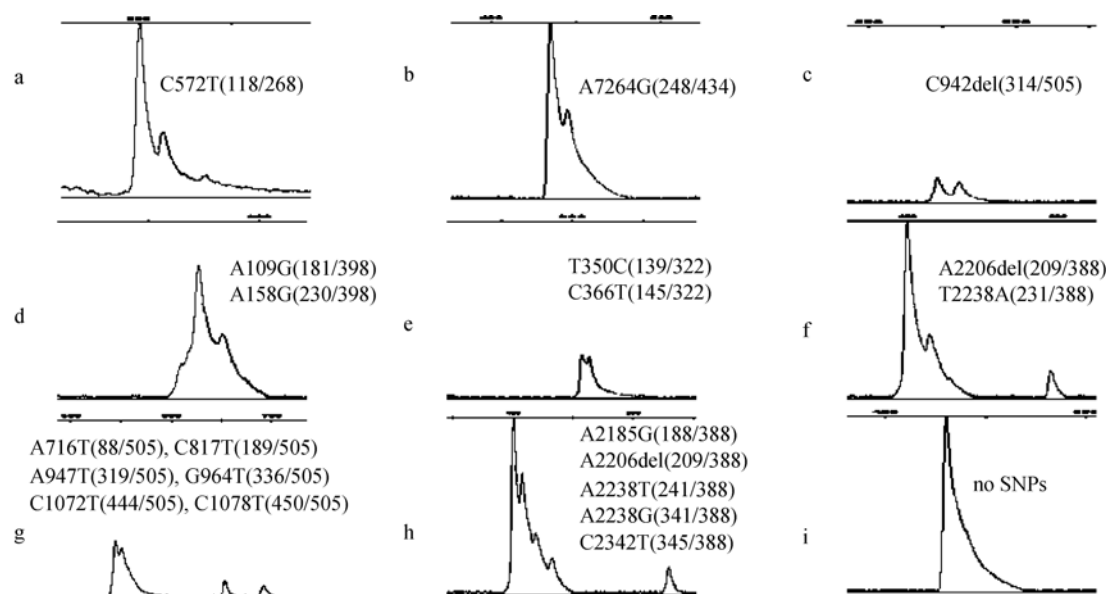 a
C572T(118/268)
b
A7264G(248/434)
c
C942del(314/505)
d
A109G(181/398)
A158G(230/398)
e
T350C(139/322)
C366T(145/322)
f
A2206del(209/388)
T2238A(231/388)
g
A716T(88/505), C817T(189/505)
A947T(319/505), G964T(336/505)
C1072T(444/505), C1078T(450/505)
h
A2185G(188/388)
A2206del(209/388)
A2238T(241/388)
A2238G(341/388)
C2342T(345/388)
i
no SNPs